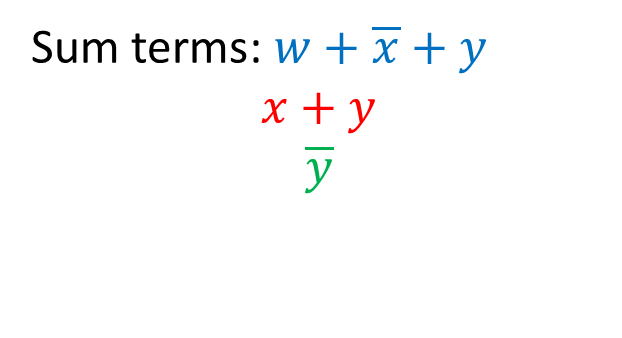 Sum terms: w + x̅ + y
x + y
y̅